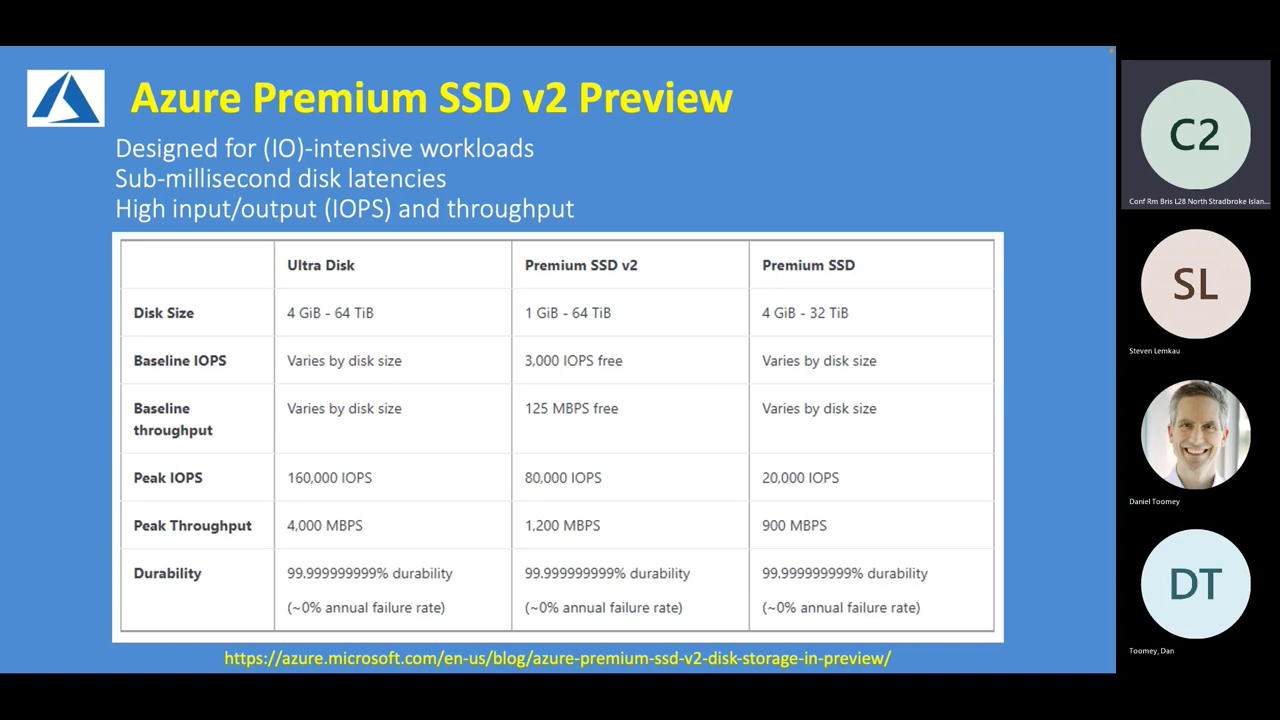 Azure Premium SSD v2 Preview
Designed for (IO)-intensive workloads
Sub-millisecond disk latencies
High input/output (IOPS) and throughput
Ultra Disk Premium SSD v2 Premium SSD
Disk Size 4 GiB - 64 TiB 1 GiB - 64 TiB 4 GiB - 32 TiB
Baseline IOPS Varies by disk size 3,000 IOPS free Varies by disk size
Baseline throughput Varies by disk size 125 MBPS free Varies by disk size
Peak IOPS 160,000 IOPS 80,000 IOPS 20,000 IOPS
Peak Throughput 4,000 MBPS 1,200 MBPS 900 MBPS
Durability 99.999999999% durability 99.999999999% durability 99.999999999% durability
(~0% annual failure rate) (~0% annual failure rate) (~0% annual failure rate)
https://azure.microsoft.com/en-us/blog/azure-premium-ssd-v2-disk-storage-in-preview/
C2
Conf Rm Bris L28 North Stradbroke Islan...
SL
Steven Lemkau
Daniel Toomey
DT
Toomey, Dan